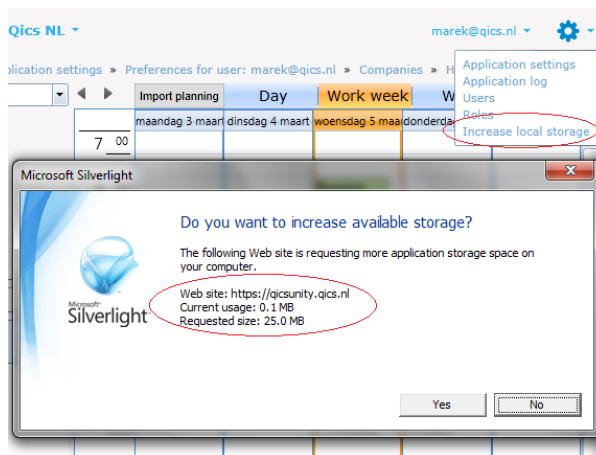 Qics NL
marek@qics.nl
plication settings » Preferences for user: marek@qics.nl » Companies » H
Application settings
Application log
Users
Roles
Increase local storage
Import planning Day Work week W
maandag 3 maart dinsdag 4 maart woensdag 5 maar donderda
7 00
Microsoft Silverlight
Do you want to increase available storage?
The following Web site is requesting more application storage space on
your computer.
Web site: https://qicsunity.qics.nl
Current usage: 0.1 MB
Requested size: 25.0 MB
Microsoft®
Silverlight
Yes No